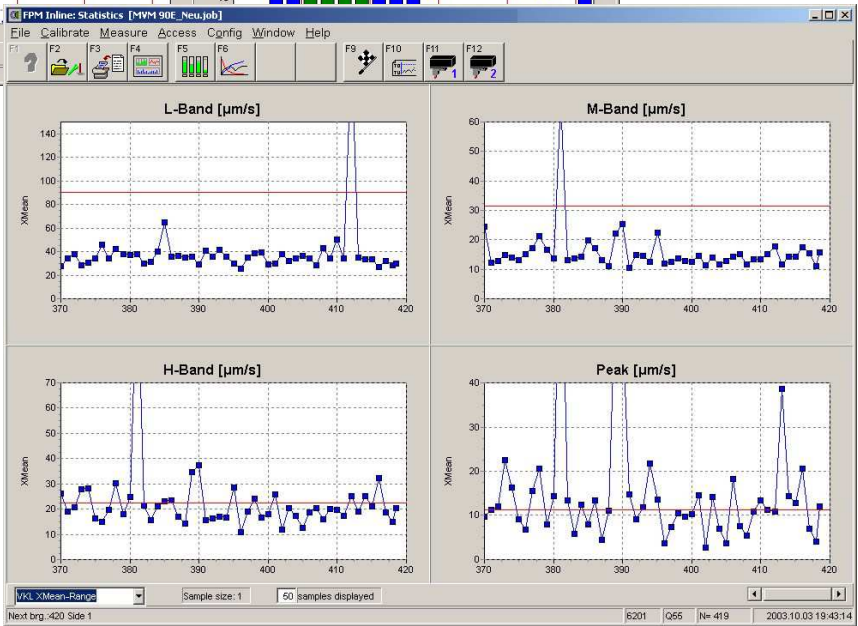 FPM Inline: Statistics [MVM 90E_Neu.job]
File Calibrate Measure Access Config Window Help
F1 F2 F3 F4 F5 F6 F9 F10 F11 F12
1 2
L-Band [µm/s]
XMean
140
120
100
80
60
40
20
0
370 380 390 400 410 420
M-Band [µm/s]
XMean
60
50
40
30
20
10
0
370 380 390 400 410 420
H-Band [µm/s]
XMean
70
60
50
40
30
20
10
0
370 380 390 400 410 420
Peak [µm/s]
XMean
40
30
20
10
0
370 380 390 400 410 420
VKL XMean-Range Sample size: 1 50 samples displayed
Next brg.:420 Side 1 6201 Q55 N= 419 2003.10.03 19:43:14